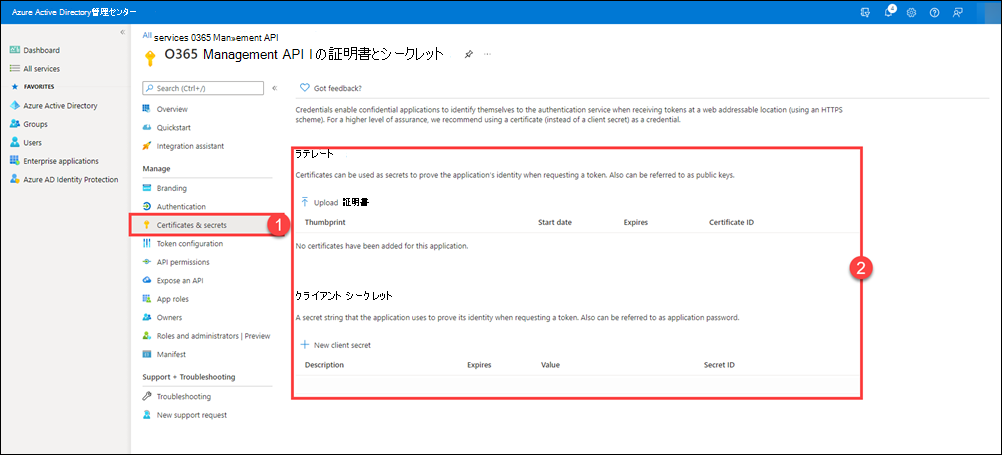 Azure Active Directory管理センター
4
Dashboard
All services
FAVORITES
Azure Active Directory
Groups
Users
Enterprise applications
Azure AD Identity Protection
All services 0365 Man»ement API
O365 Management API Iの証明書とシークレット
Search (Ctrl+/)
Overview
Quickstart
Integration assistant
Manage
Branding
Authentication
Certificates & secrets
Token configuration
API permissions
Expose an API
App roles
Owners
Roles and administrators | Preview
Manifest
Support + Troubleshooting
Troubleshooting
New support request
1
Got feedback?
Credentials enable confidential applications to identify themselves to the authentication service when receiving tokens at a web addressable location (using an HTTPS
scheme). For a higher level of assurance, we recommend using a certificate (instead of a client secret) as a credential.
ラテレート
Certificates can be used as secrets to prove the application's identity when requesting a token. Also can be referred to as public keys.
Upload 証明書
Thumbprint Start date Expires Certificate ID
No certificates have been added for this application.
2
クライアント シークレット
A secret string that the application uses to prove its identity when requesting a token. Also can be referred to as application password.
New client secret
Description Expires Value Secret ID